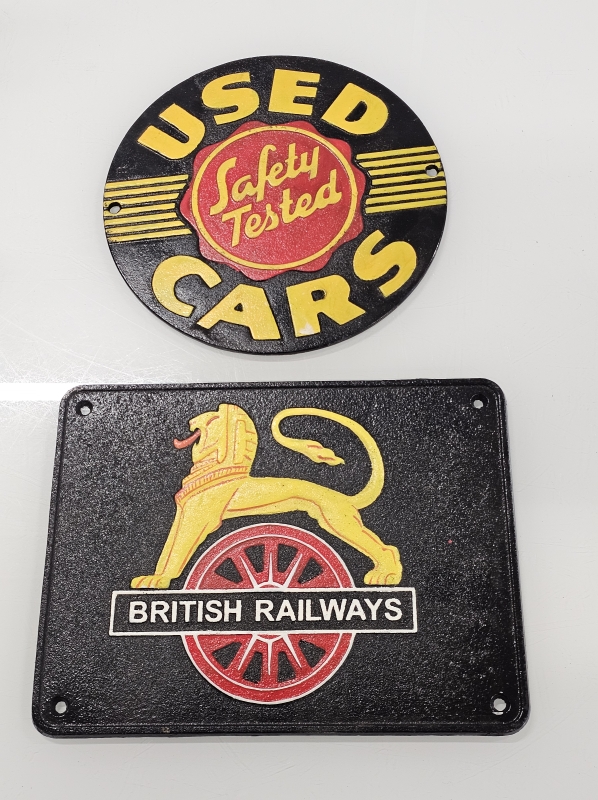 USED
Safety
Tested
CARS
BRITISH RAILWAYS